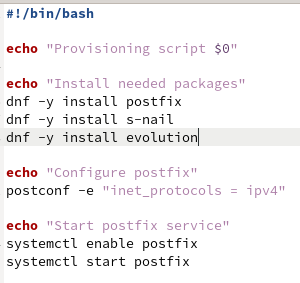 #!/bin/bash
echo "Provisioning script $0"
echo "Install needed packages"
dnf -y install postfix
dnf -y install s-nail
dnf -y install evolution
echo "Configure postfix"
postconf -e "inet_protocols = ipv4"
echo "Start postfix service"
systemctl enable postfix
systemctl start postfix